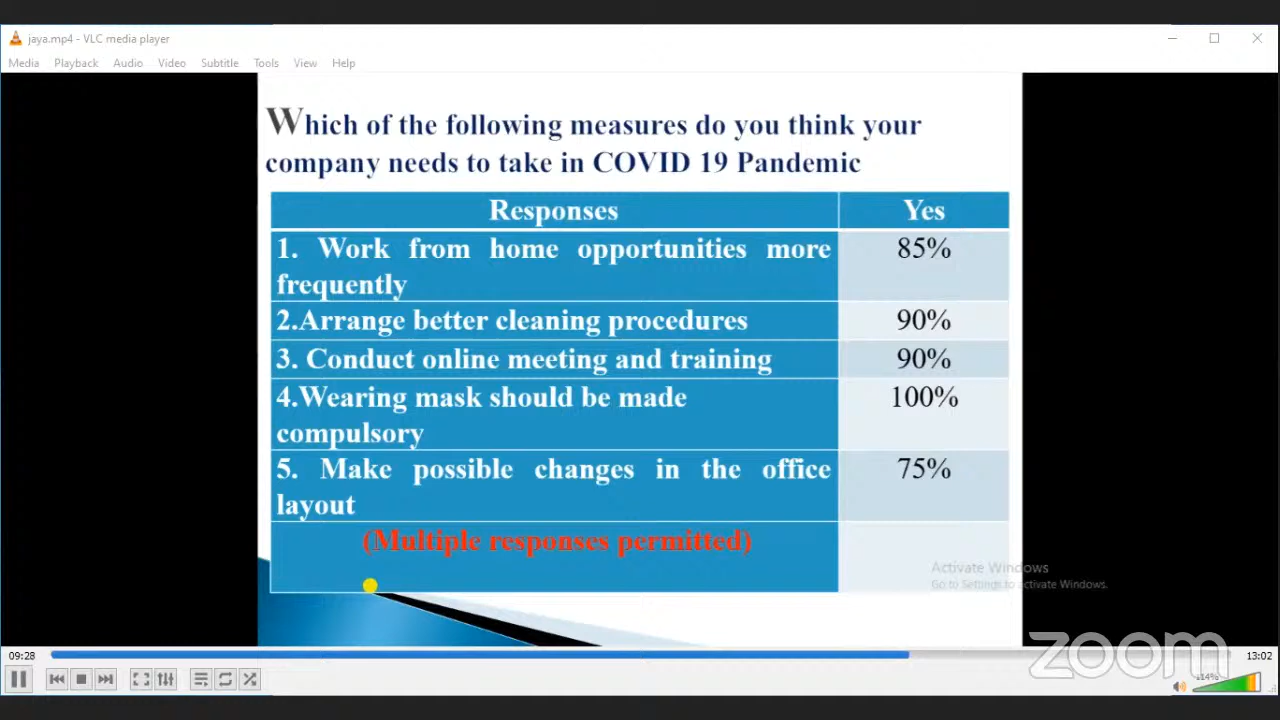 jaya.mp4 - VLC media player
Media Playback Audio Video Subtitle Tools View Help
Which of the following measures do you think your
company needs to take in COVID 19 Pandemic
Responses Yes
1. Work from home opportunities more 85%
frequently
2.Arrange better cleaning procedures 90%
3. Conduct online meeting and training 90%
4.Wearing mask should be made 100%
compulsory
5. Make possible changes in the office 75%
layout
(Multiple responses permitted)
Activate Windows
Go to Settings to activate Windows.
09:28 13:02
zoom
114%